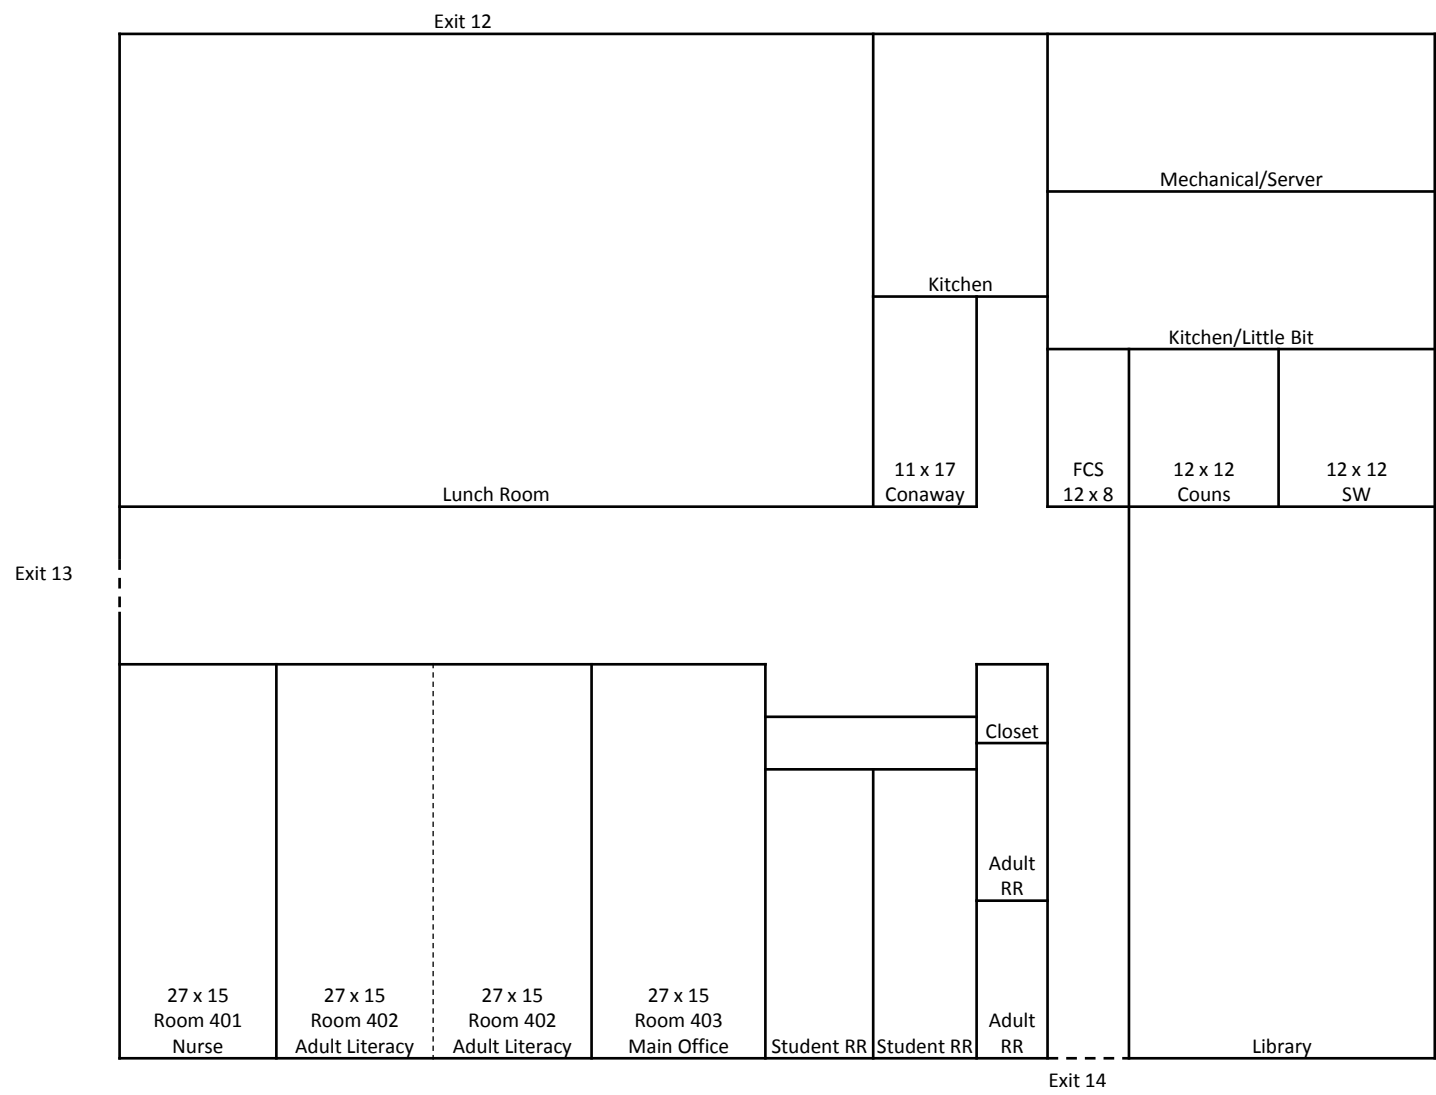 Exit 12
Mechanical/Server
Kitchen
Kitchen/Little Bit
11 x 17
Conaway
FCS
12 x 8
12 x 12
Couns
12 x 12
SW
Lunch Room
Exit 13
Closet
Adult
RR
27 x 15
Room 401
Nurse
27 x 15
Room 402
Adult Literacy
27 x 15
Room 402
Adult Literacy
27 x 15
Room 403
Main Office
Student RR
Student RR
Adult
RR
Library
Exit 14